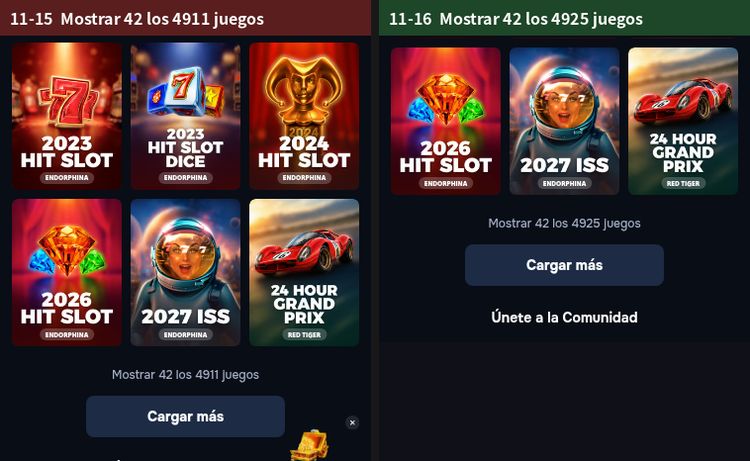 11-15 Mostrar 42 los 4911 juegos
2023
HIT SLOT
ENDORPHINA
2023
HIT SLOT
DICE
ENDORPHINA
2024
2024
HIT SLOT
ENDORPHINA
2026
HIT SLOT
ENDORPHINA
2027 ISS
ENDORPHINA
24 HOUR
GRAND
PRIX
RED TIGER
Mostrar 42 los 4911 juegos
Cargar más
11-16 Mostrar 42 los 4925 juegos
2026
HIT SLOT
ENDORPHINA
2027 ISS
ENDORPHINA
24 HOUR
GRAND
PRIX
RED TIGER
Mostrar 42 los 4925 juegos
Cargar más
Únete a la Comunidad